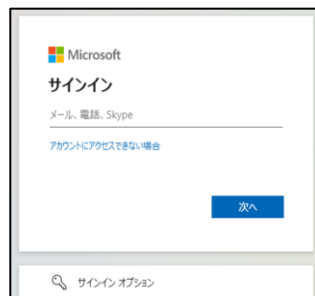 Microsoft
サインイン
メール、電話、Skype
アカウントにアクセスできない場合
次へ
サインイン オプション